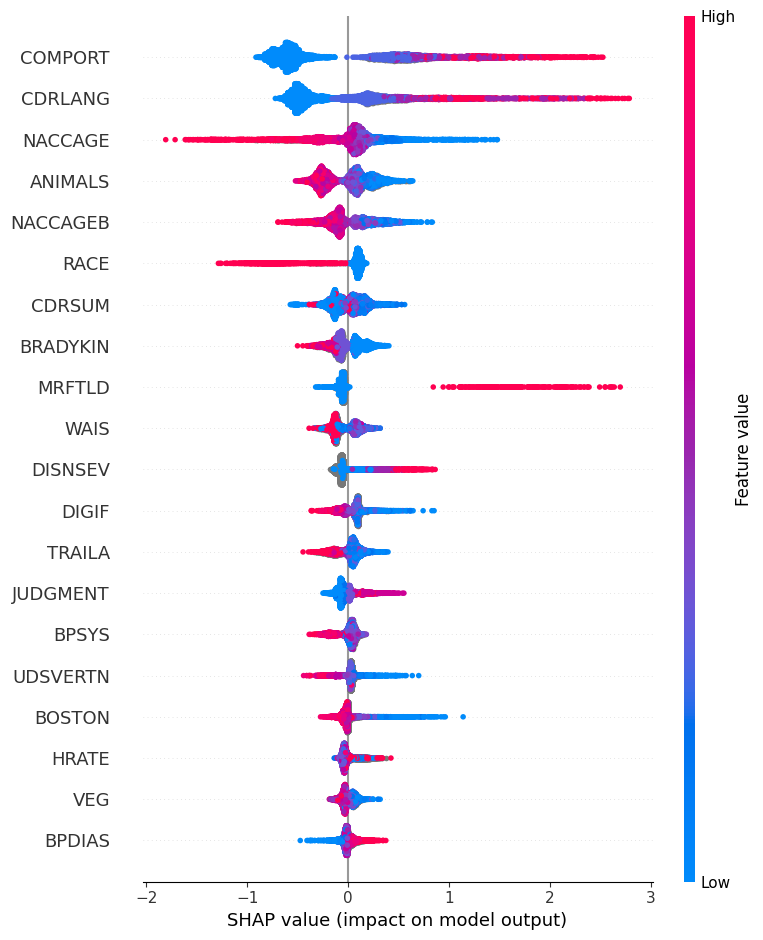 High
COMPORT
CDRLANG
NACCAGE
ANIMALS
NACCAGEB
RACE
CDRSUM
BRADYKIN
MRFTLD
WAIS
DISNSEV
DIGIF
TRAILA
JUDGMENT
BPSYS
UDSVERTN
BOSTON
HRATE
VEG
BPDIAS
Feature value
Low
−2 −1 0 1 2 3
SHAP value (impact on model output)